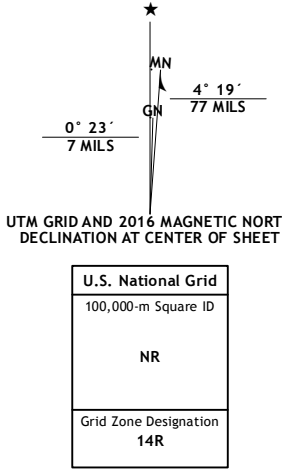 MN
4° 19´
77 MILS
GN
0° 23´
7 MILS
UTM GRID AND 2016 MAGNETIC NORT
DECLINATION AT CENTER OF SHEET
U.S. National Grid
100,000-m Square ID
NR
Grid Zone Designation
14R